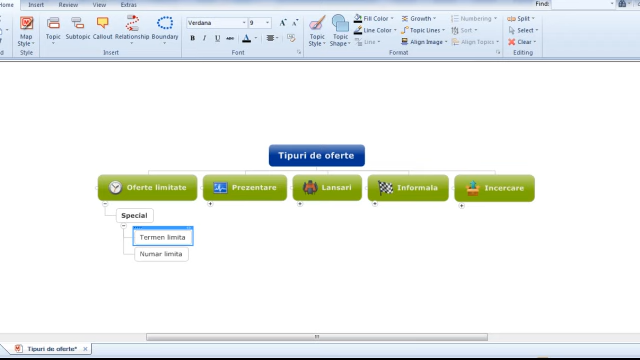 Home Insert Review View Extras Find:
Verdana 9 Fill Color Growth Numbering Split
Line Color Topic Lines Sort Select
Map Style Topic Subtopic Callout Relationship Boundary B I U Topic Style Topic Shape Line Align Image Align Topics Clear
Style Insert Font Format Editing
Tipuri de oferte
Oferte limitate Prezentare Lansari Informala Incercare
Special
Termen limita
Numar limita
Tipuri de oferte* X